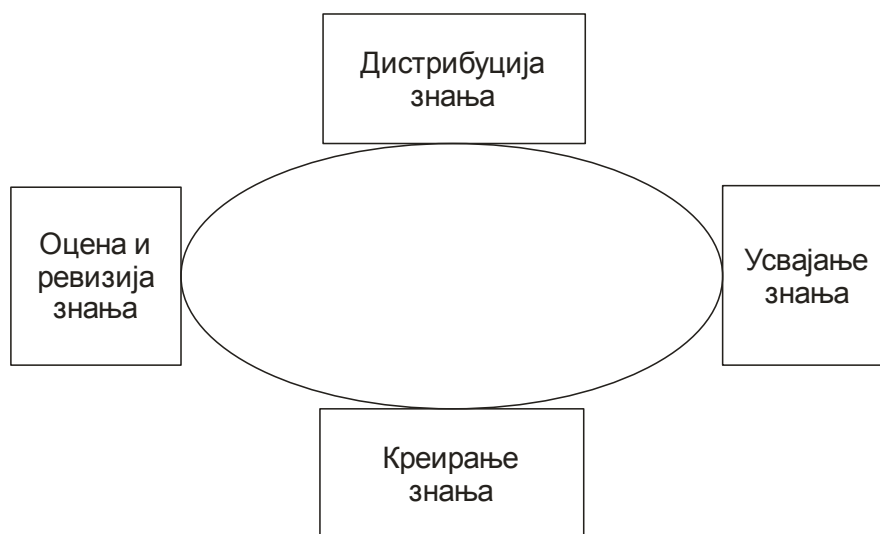 Дистрибуција
знања
Оцена и
ревизија
знања
Усвајање
знања
Креирање
знања